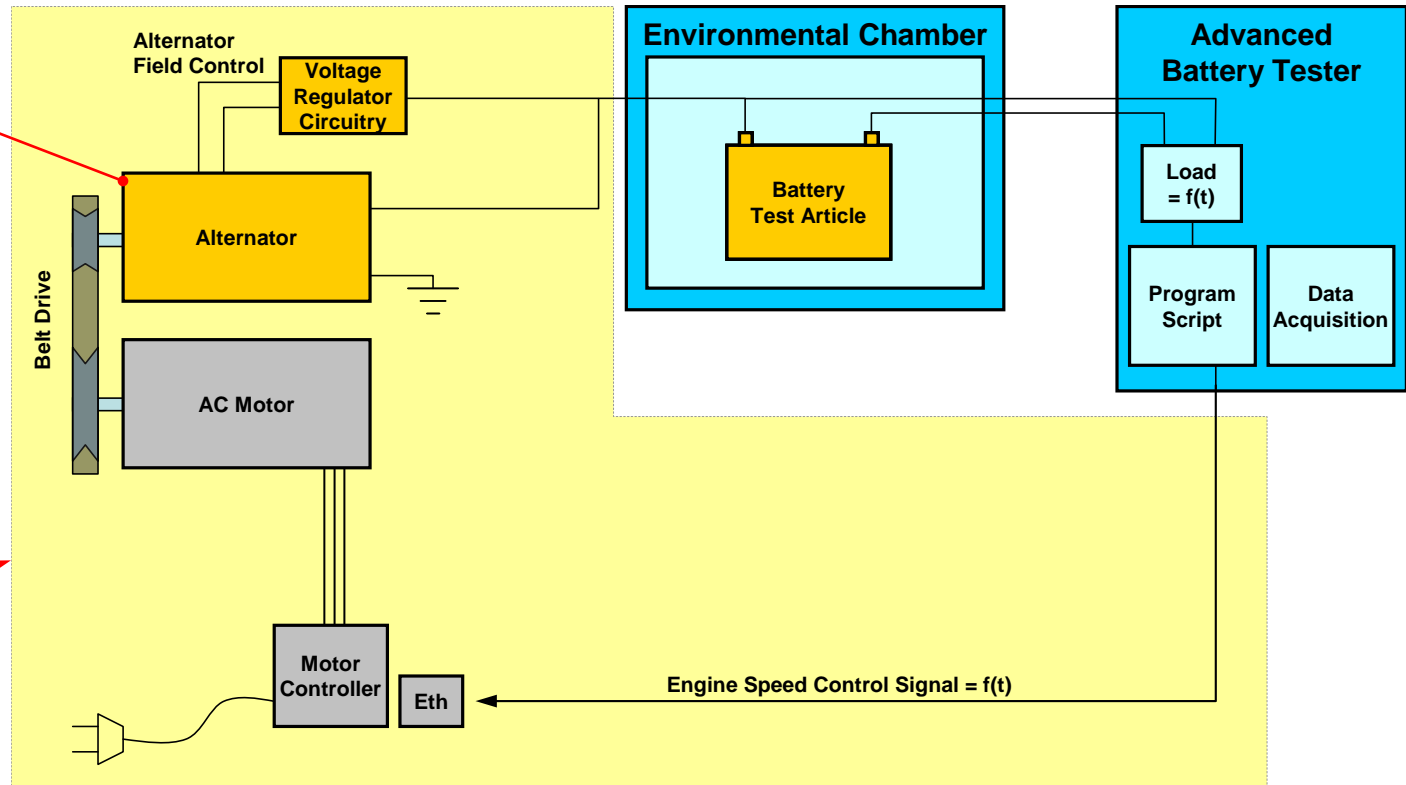 Alternator
Field Control
Voltage
Regulator
Circuitry
Environmental Chamber
Advanced
Battery Tester
Battery
Test Article
Load
= f(t)
Alternator
Program
Script
Data
Acquisition
Belt Drive
AC Motor
Motor
Controller
Eth
Engine Speed Control Signal = f(t)